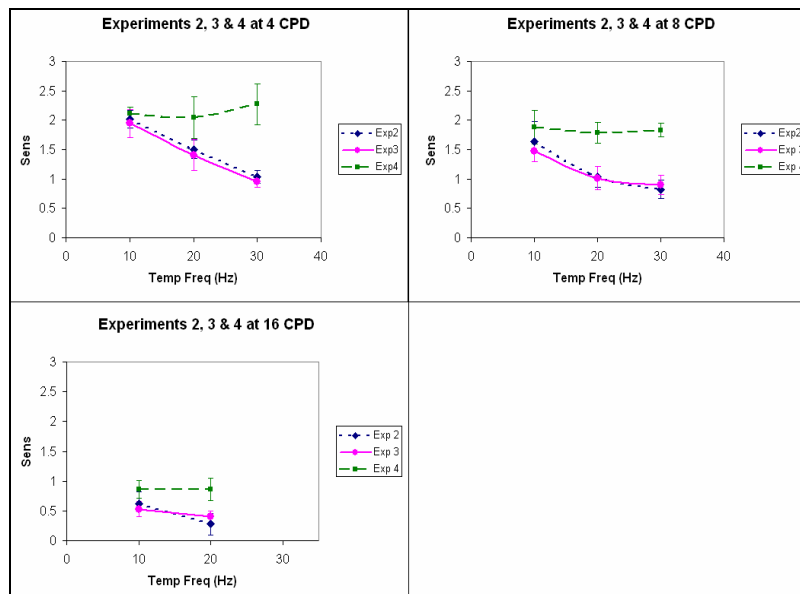 Experiments 2, 3 & 4 at 4 CPD
3
2.5
2
1.5
1
0.5
0
0 10 20 30 40
Sens
Temp Freq (Hz)
Exp2
Exp3
Exp4
Experiments 2, 3 & 4 at 8 CPD
3
2.5
2
1.5
1
0.5
0
0 10 20 30 40
Sens
Temp Freq (Hz)
Exp2
Exp 3
Exp
Experiments 2, 3 & 4 at 16 CPD
3
2.5
2
1.5
1
0.5
0
0 10 20 30
Sens
Temp Freq (Hz)
Exp 2
Exp 3
Exp 4